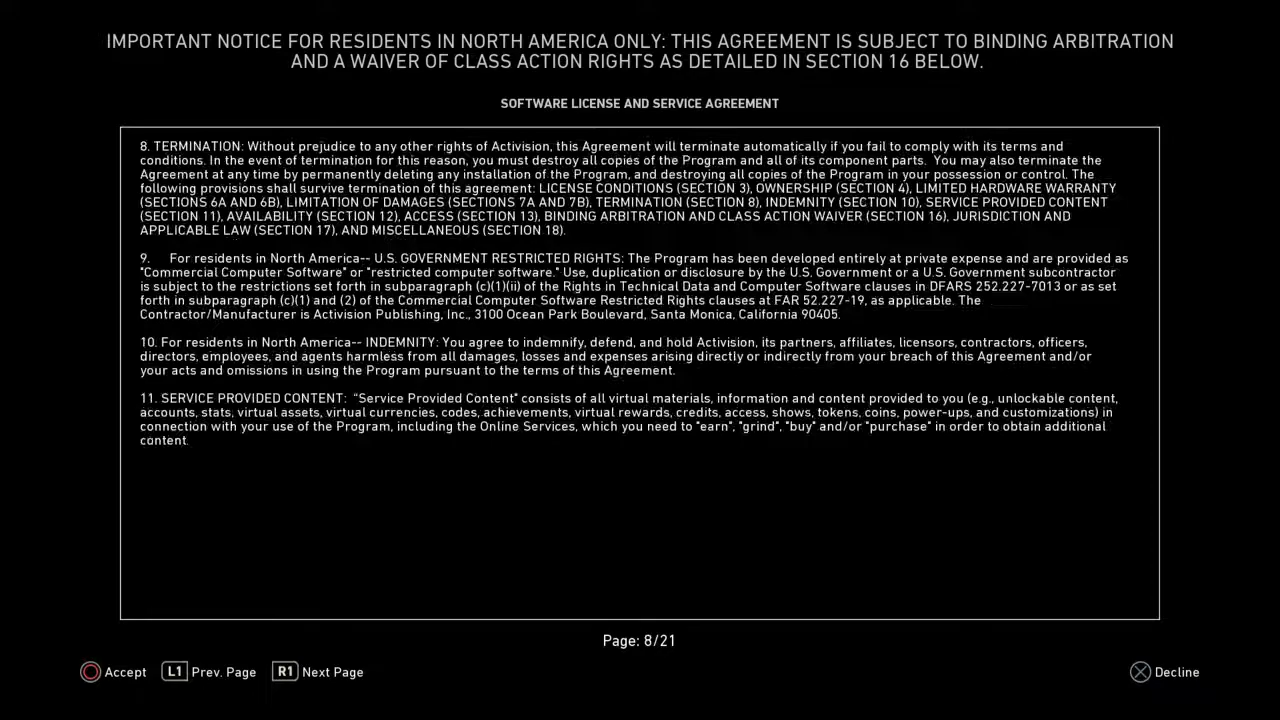 IMPORTANT NOTICE FOR RESIDENTS IN NORTH AMERICA ONLY: THIS AGREEMENT IS SUBJECT TO BINDING ARBITRATION
AND A WAIVER OF CLASS ACTION RIGHTS AS DETAILED IN SECTION 16 BELOW.
SOFTWARE LICENSE AND SERVICE AGREEMENT
8. TERMINATION: Without prejudice to any other rights of Activision, this Agreement will terminate automatically if you fail to comply with its terms and
conditions. In the event of termination for this reason, you must destroy all copies of the Program and all of its component parts.  You may also terminate the
Agreement at any time by permanently deleting any installation of the Program, and destroying all copies of the Program in your possession or control. The
following provisions shall survive termination of this agreement: LICENSE CONDITIONS (SECTION 3), OWNERSHIP (SECTION 4), LIMITED HARDWARE WARRANTY
(SECTIONS 6A AND 6B), LIMITATION OF DAMAGES (SECTIONS 7A AND 7B), TERMINATION (SECTION 8), INDEMNITY (SECTION 10), SERVICE PROVIDED CONTENT
(SECTION 11), AVAILABILITY (SECTION 12), ACCESS (SECTION 13), BINDING ARBITRATION AND CLASS ACTION WAIVER (SECTION 16), JURISDICTION AND
APPLICABLE LAW (SECTION 17), AND MISCELLANEOUS (SECTION 18).
9.    For residents in North America-- U.S. GOVERNMENT RESTRICTED RIGHTS: The Program has been developed entirely at private expense and are provided as
"Commercial Computer Software" or "restricted computer software." Use, duplication or disclosure by the U.S. Government or a U.S. Government subcontractor
is subject to the restrictions set forth in subparagraph (c)(1)(ii) of the Rights in Technical Data and Computer Software clauses in DFARS 252.227-7013 or as set
forth in subparagraph (c)(1) and (2) of the Commercial Computer Software Restricted Rights clauses at FAR 52.227-19, as applicable. The
Contractor/Manufacturer is Activision Publishing, Inc., 3100 Ocean Park Boulevard, Santa Monica, California 90405.
10. For residents in North America-- INDEMNITY: You agree to indemnify, defend, and hold Activision, its partners, affiliates, licensors, contractors, officers,
directors, employees, and agents harmless from all damages, losses and expenses arising directly or indirectly from your breach of this Agreement and/or
your acts and omissions in using the Program pursuant to the terms of this Agreement.
11. SERVICE PROVIDED CONTENT:  “Service Provided Content" consists of all virtual materials, information and content provided to you (e.g., unlockable content,
accounts, stats, virtual assets, virtual currencies, codes, achievements, virtual rewards, credits, access, shows, tokens, coins, power-ups, and customizations) in
connection with your use of the Program, including the Online Services, which you need to "earn", "grind", "buy" and/or "purchase" in order to obtain additional
content.
Page: 8/21
Accept L1 Prev. Page R1 Next Page Decline